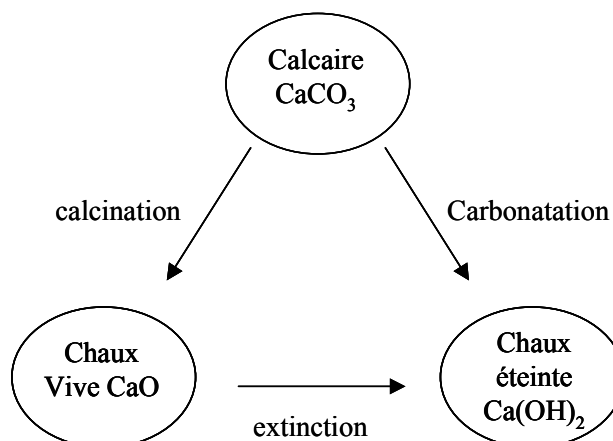 Calcaire
CaCO₃
calcination
Carbonatation
Chaux
Vive CaO
extinction
Chaux
éteinte
Ca(OH)₂